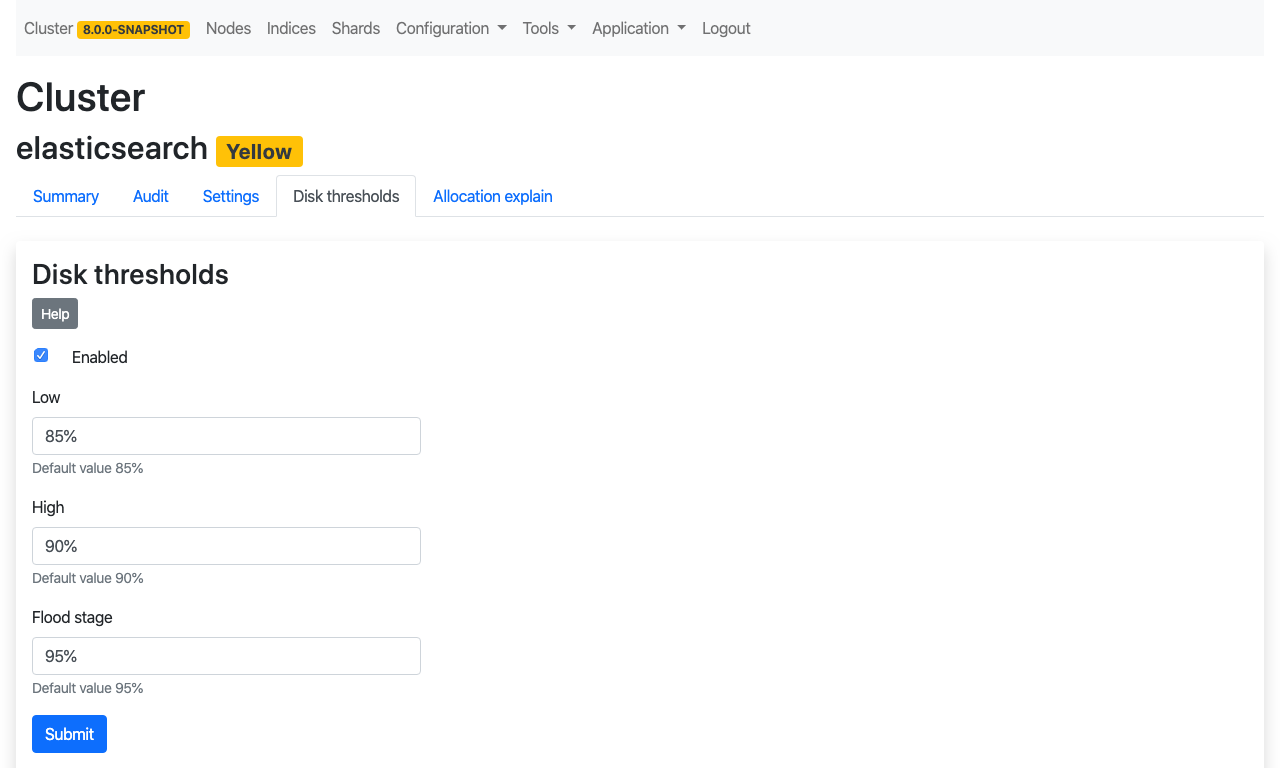 Cluster 8.0.0-SNAPSHOT Nodes Indices Shards Configuration Tools Application Logout
Cluster
elasticsearch Yellow
Summary Audit Settings Disk thresholds Allocation explain
Disk thresholds
Help
Enabled
Low
85%
Default value 85%
High
90%
Default value 90%
Flood stage
95%
Default value 95%
Submit